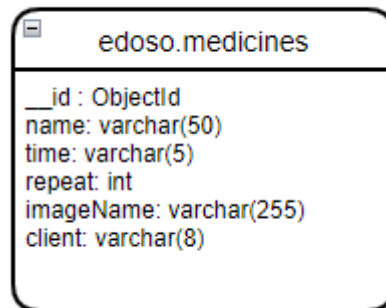 edoso.medicines
__id : ObjectId
name: varchar(50)
time: varchar(5)
repeat: int
imageName: varchar(255)
client: varchar(8)